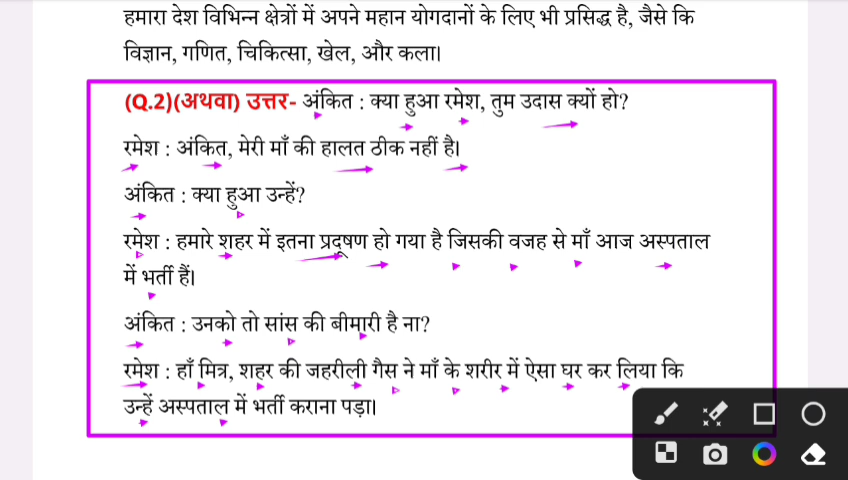 हमारा देश विभिन्न क्षेत्रों में अपने महान योगदानों के लिए भी प्रसिद्ध है, जैसे कि
विज्ञान, गणित, चिकित्सा, खेल, और कला।
(Q.2)(अथवा) उत्तर- अंकित : क्या हुआ रमेश, तुम उदास क्यों हो?
रमेश : अंकित, मेरी माँ की हालत ठीक नहीं है।
अंकित : क्या हुआ उन्हें?
रमेश : हमारे शहर में इतना प्रदूषण हो गया है जिसकी वजह से माँ आज अस्पताल
में भर्ती हैं।
अंकित : उनको तो सांस की बीमारी है ना?
रमेश : हाँ मित्र, शहर की जहरीली गैस ने माँ के शरीर में ऐसा घर कर लिया कि
उन्हें अस्पताल में भर्ती कराना पड़ा।